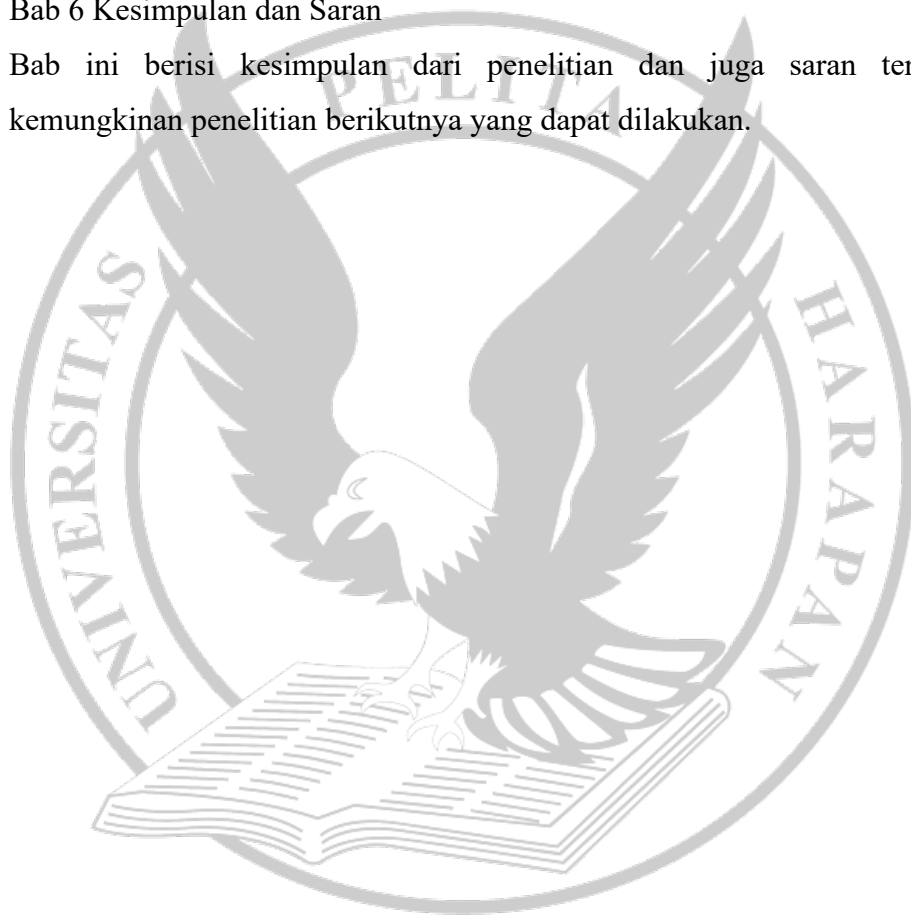 Bab 6 Kesimpulan dan Saran
Bab ini berisi kesimpulan dari penelitian dan juga saran ter
kemungkinan penelitian berikutnya yang dapat dilakukan.
UNIVERSITAS PELITA HARAPAN